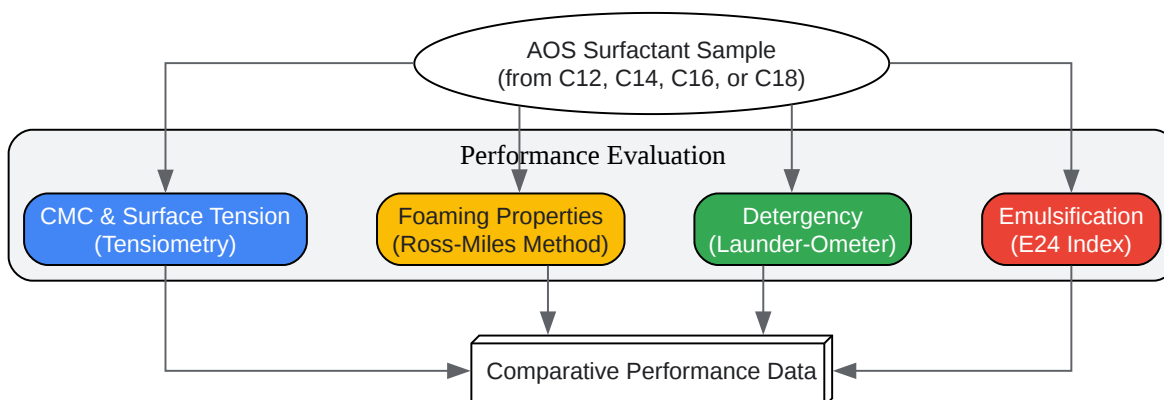 AOS Surfactant Sample
(from C12, C14, C16, or C18)
Performance Evaluation
CMC & Surface Tension
(Tensiometry)
Foaming Properties
(Ross-Miles Method)
Detergency
(Launder-Ometer)
Emulsification
(E24 Index)
Comparative Performance Data